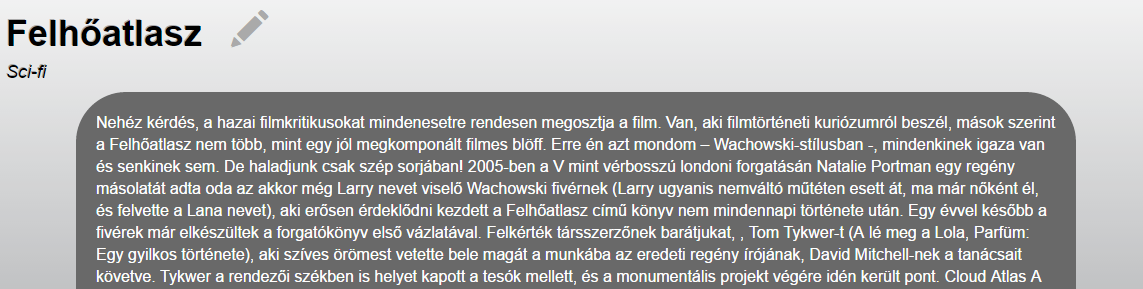 Felhőatlasz
Sci-fi
Nehéz kérdés, a hazai filmkritikusokat mindenesetre rendesen megosztja a film. Van, aki filmtörténeti kuriózumról beszél, mások szerint
a Felhőatlasz nem több, mint egy jól megkomponált filmes blöff. Erre én azt mondom – Wachowski-stílusban -, mindenkinek igaza van
és senkinek sem. De haladjunk csak szép sorjában! 2005-ben a V mint vérbosszú londoni forgatásán Natalie Portman egy regény
másolatát adta oda az akkor még Larry nevet viselő Wachowski fivérnek (Larry ugyanis nemváltó műtéten esett át, ma már nőként él,
és felvette a Lana nevet), aki erősen érdeklődni kezdett a Felhőatlasz című könyv nem mindennapi története után. Egy évvel később a
fivérek már elkészültek a forgatókönyv első vázlatával. Felkérték társszerzőnek barátjukat, , Tom Tykwer-t (A lé meg a Lola, Parfüm:
Egy gyilkos története), aki szíves örömest vetette bele magát a munkába az eredeti regény írójának, David Mitchell-nek a tanácsait
követve. Tykwer a rendezői székben is helyet kapott a tesók mellett, és a monumentális projekt végére idén került pont. Cloud Atlas A